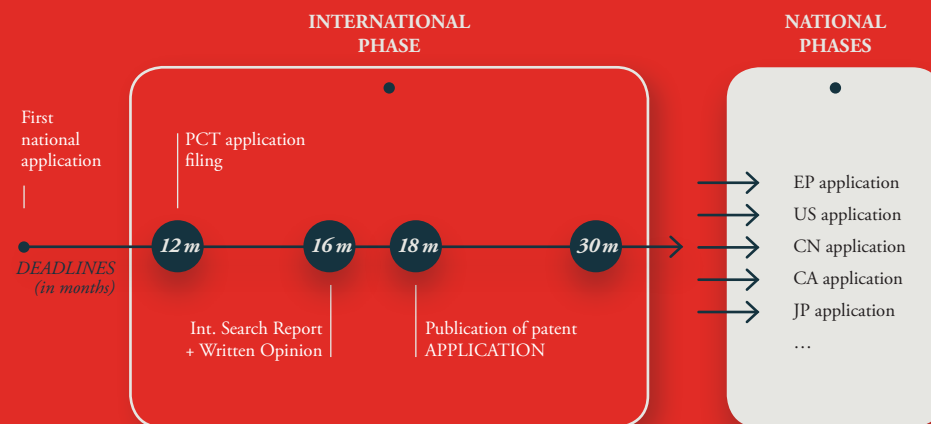 INTERNATIONAL
PHASE
NATIONAL
PHASES
First
national
application
PCT application
filing
12 m
16 m
18 m
30 m
DEADLINES
(in months)
Int. Search Report
+ Written Opinion
Publication of patent
APPLICATION
EP application
US application
CN application
CA application
JP application
…